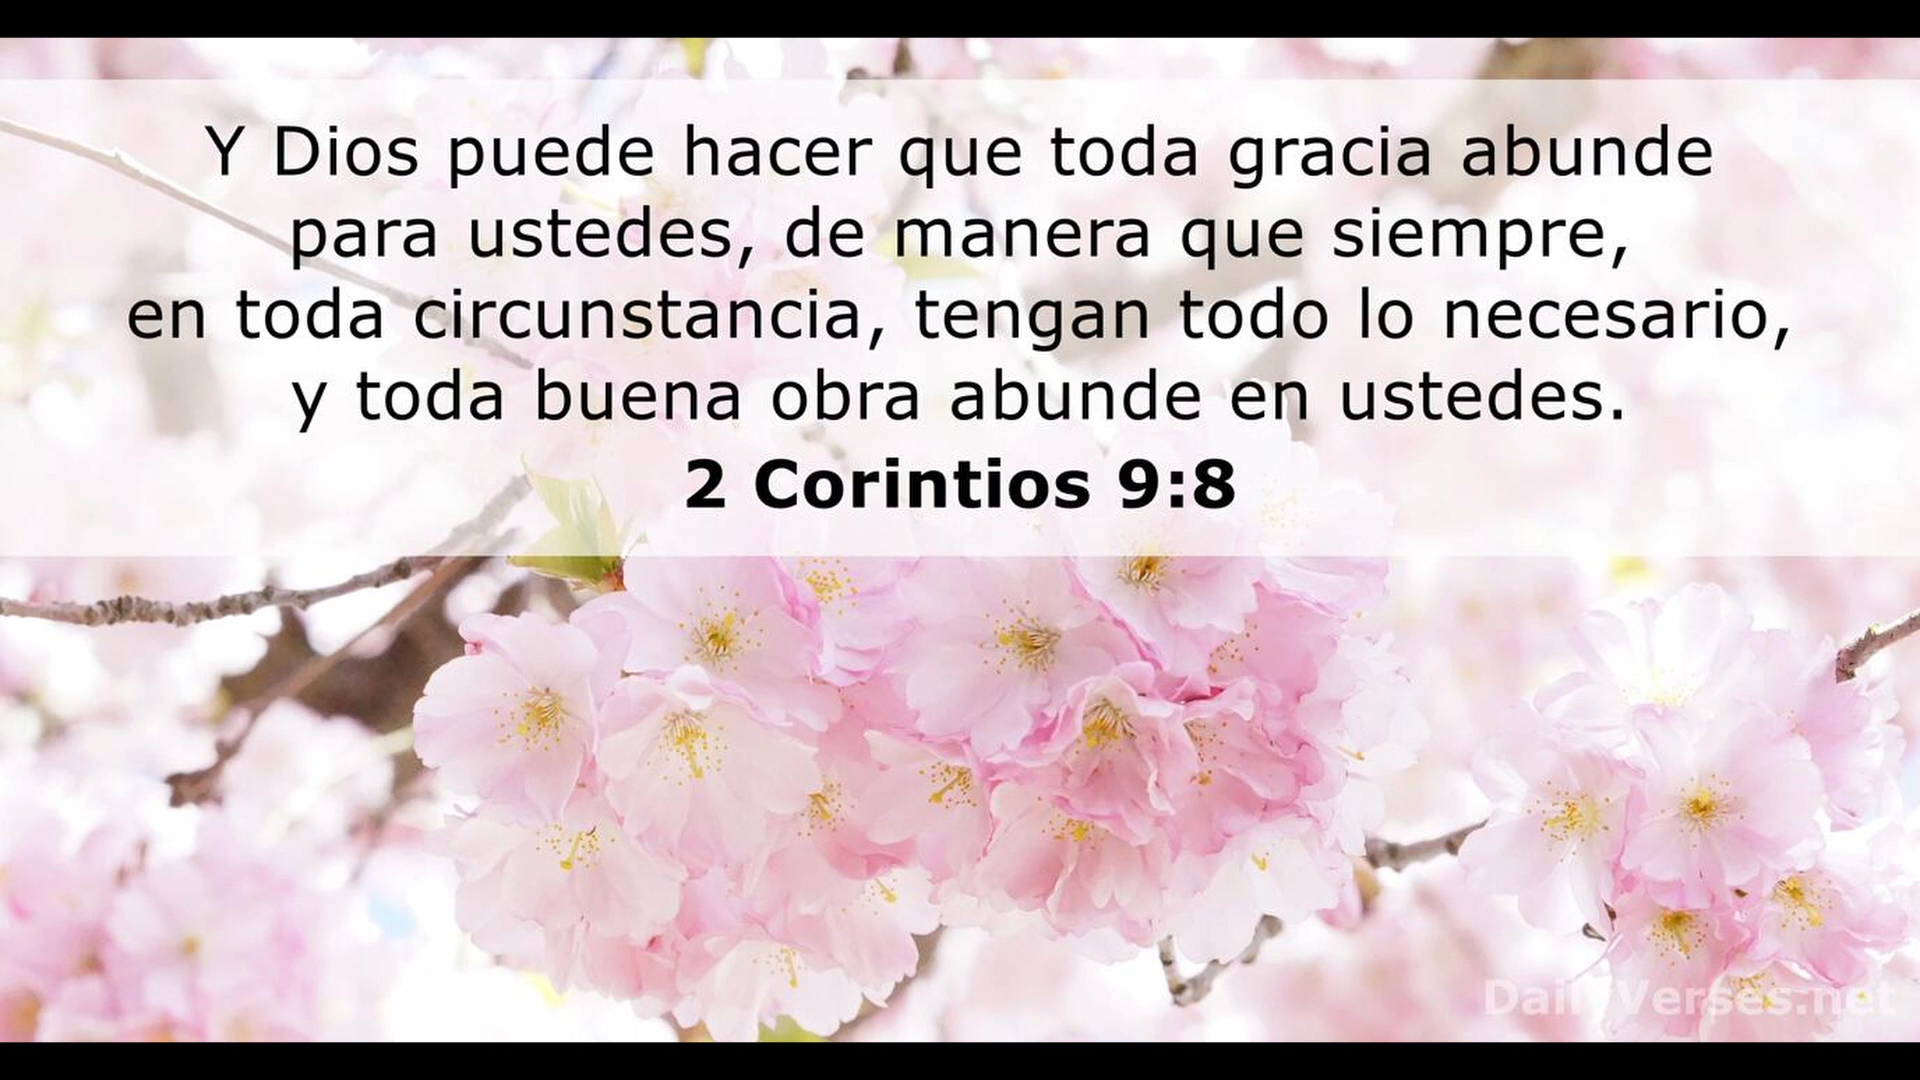 Y Dios puede hacer que toda gracia abunde
para ustedes, de manera que siempre,
en toda circunstancia, tengan todo lo necesario,
y toda buena obra abunde en ustedes.
2 Corintios 9:8
DailyVerses.net